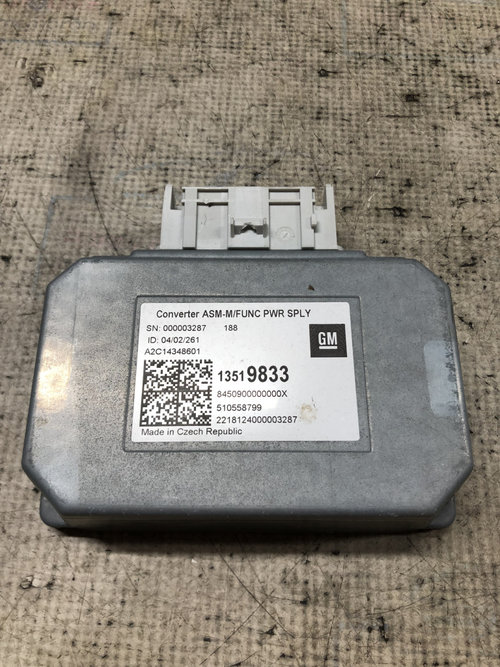 Converter ASM-M/FUNC PWR SPLY
SN: 000003287 188
ID: 04/02/261
A2C14348601
GM
13519833
8450900000000X
510558799
2218124000003287
Made in Czech Republic